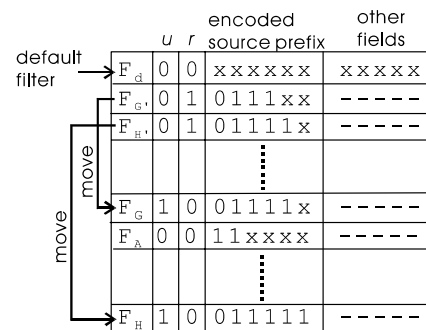 u r encoded source prefix other fields
default filter F_d 0 0 xxxxxx xxxxx
F_G' 0 1 0111xx -----
F_H' 0 1 01111x -----
move
F_G 1 0 01111x -----
F_A 0 0 11xxxx -----
move
F_H 1 0 011111 -----